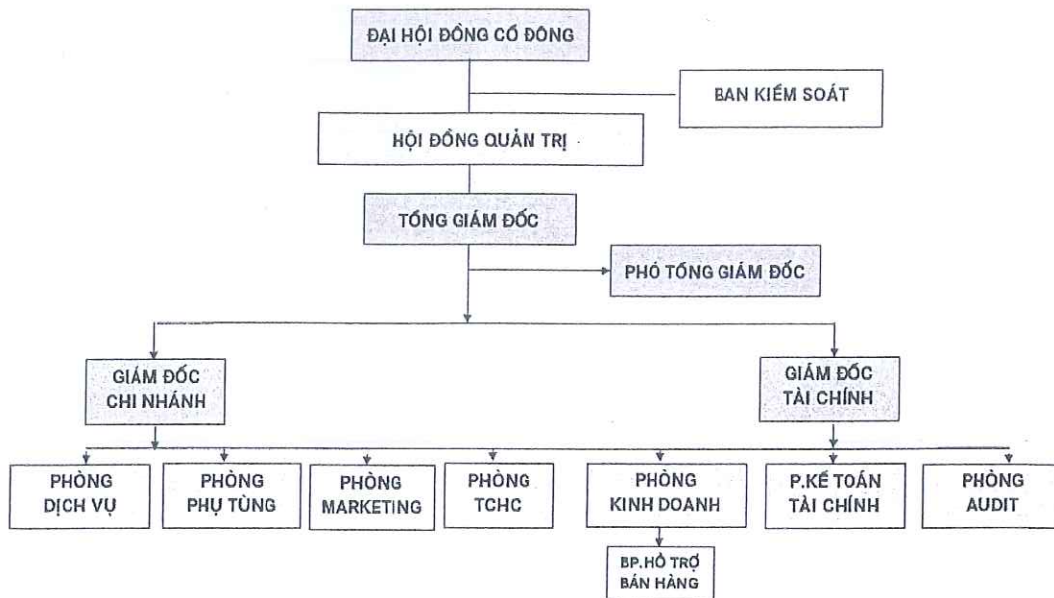 ĐẠI HỘI ĐỒNG CỔ ĐÔNG
BAN KIỂM SOÁT
HỘI ĐỒNG QUẢN TRỊ
TỔNG GIÁM ĐỐC
PHÓ TỔNG GIÁM ĐỐC
GIÁM ĐỐC
CHI NHÁNH
GIÁM ĐỐC
TÀI CHÍNH
PHÒNG
DỊCH VỤ
PHÒNG
PHỤ TÙNG
PHÒNG
MARKETING
PHÒNG
TCHC
PHÒNG
KINH DOANH
P.KẾ TOÁN
TÀI CHÍNH
PHÒNG
AUDIT
BP.HỖ TRỢ
BÁN HÀNG